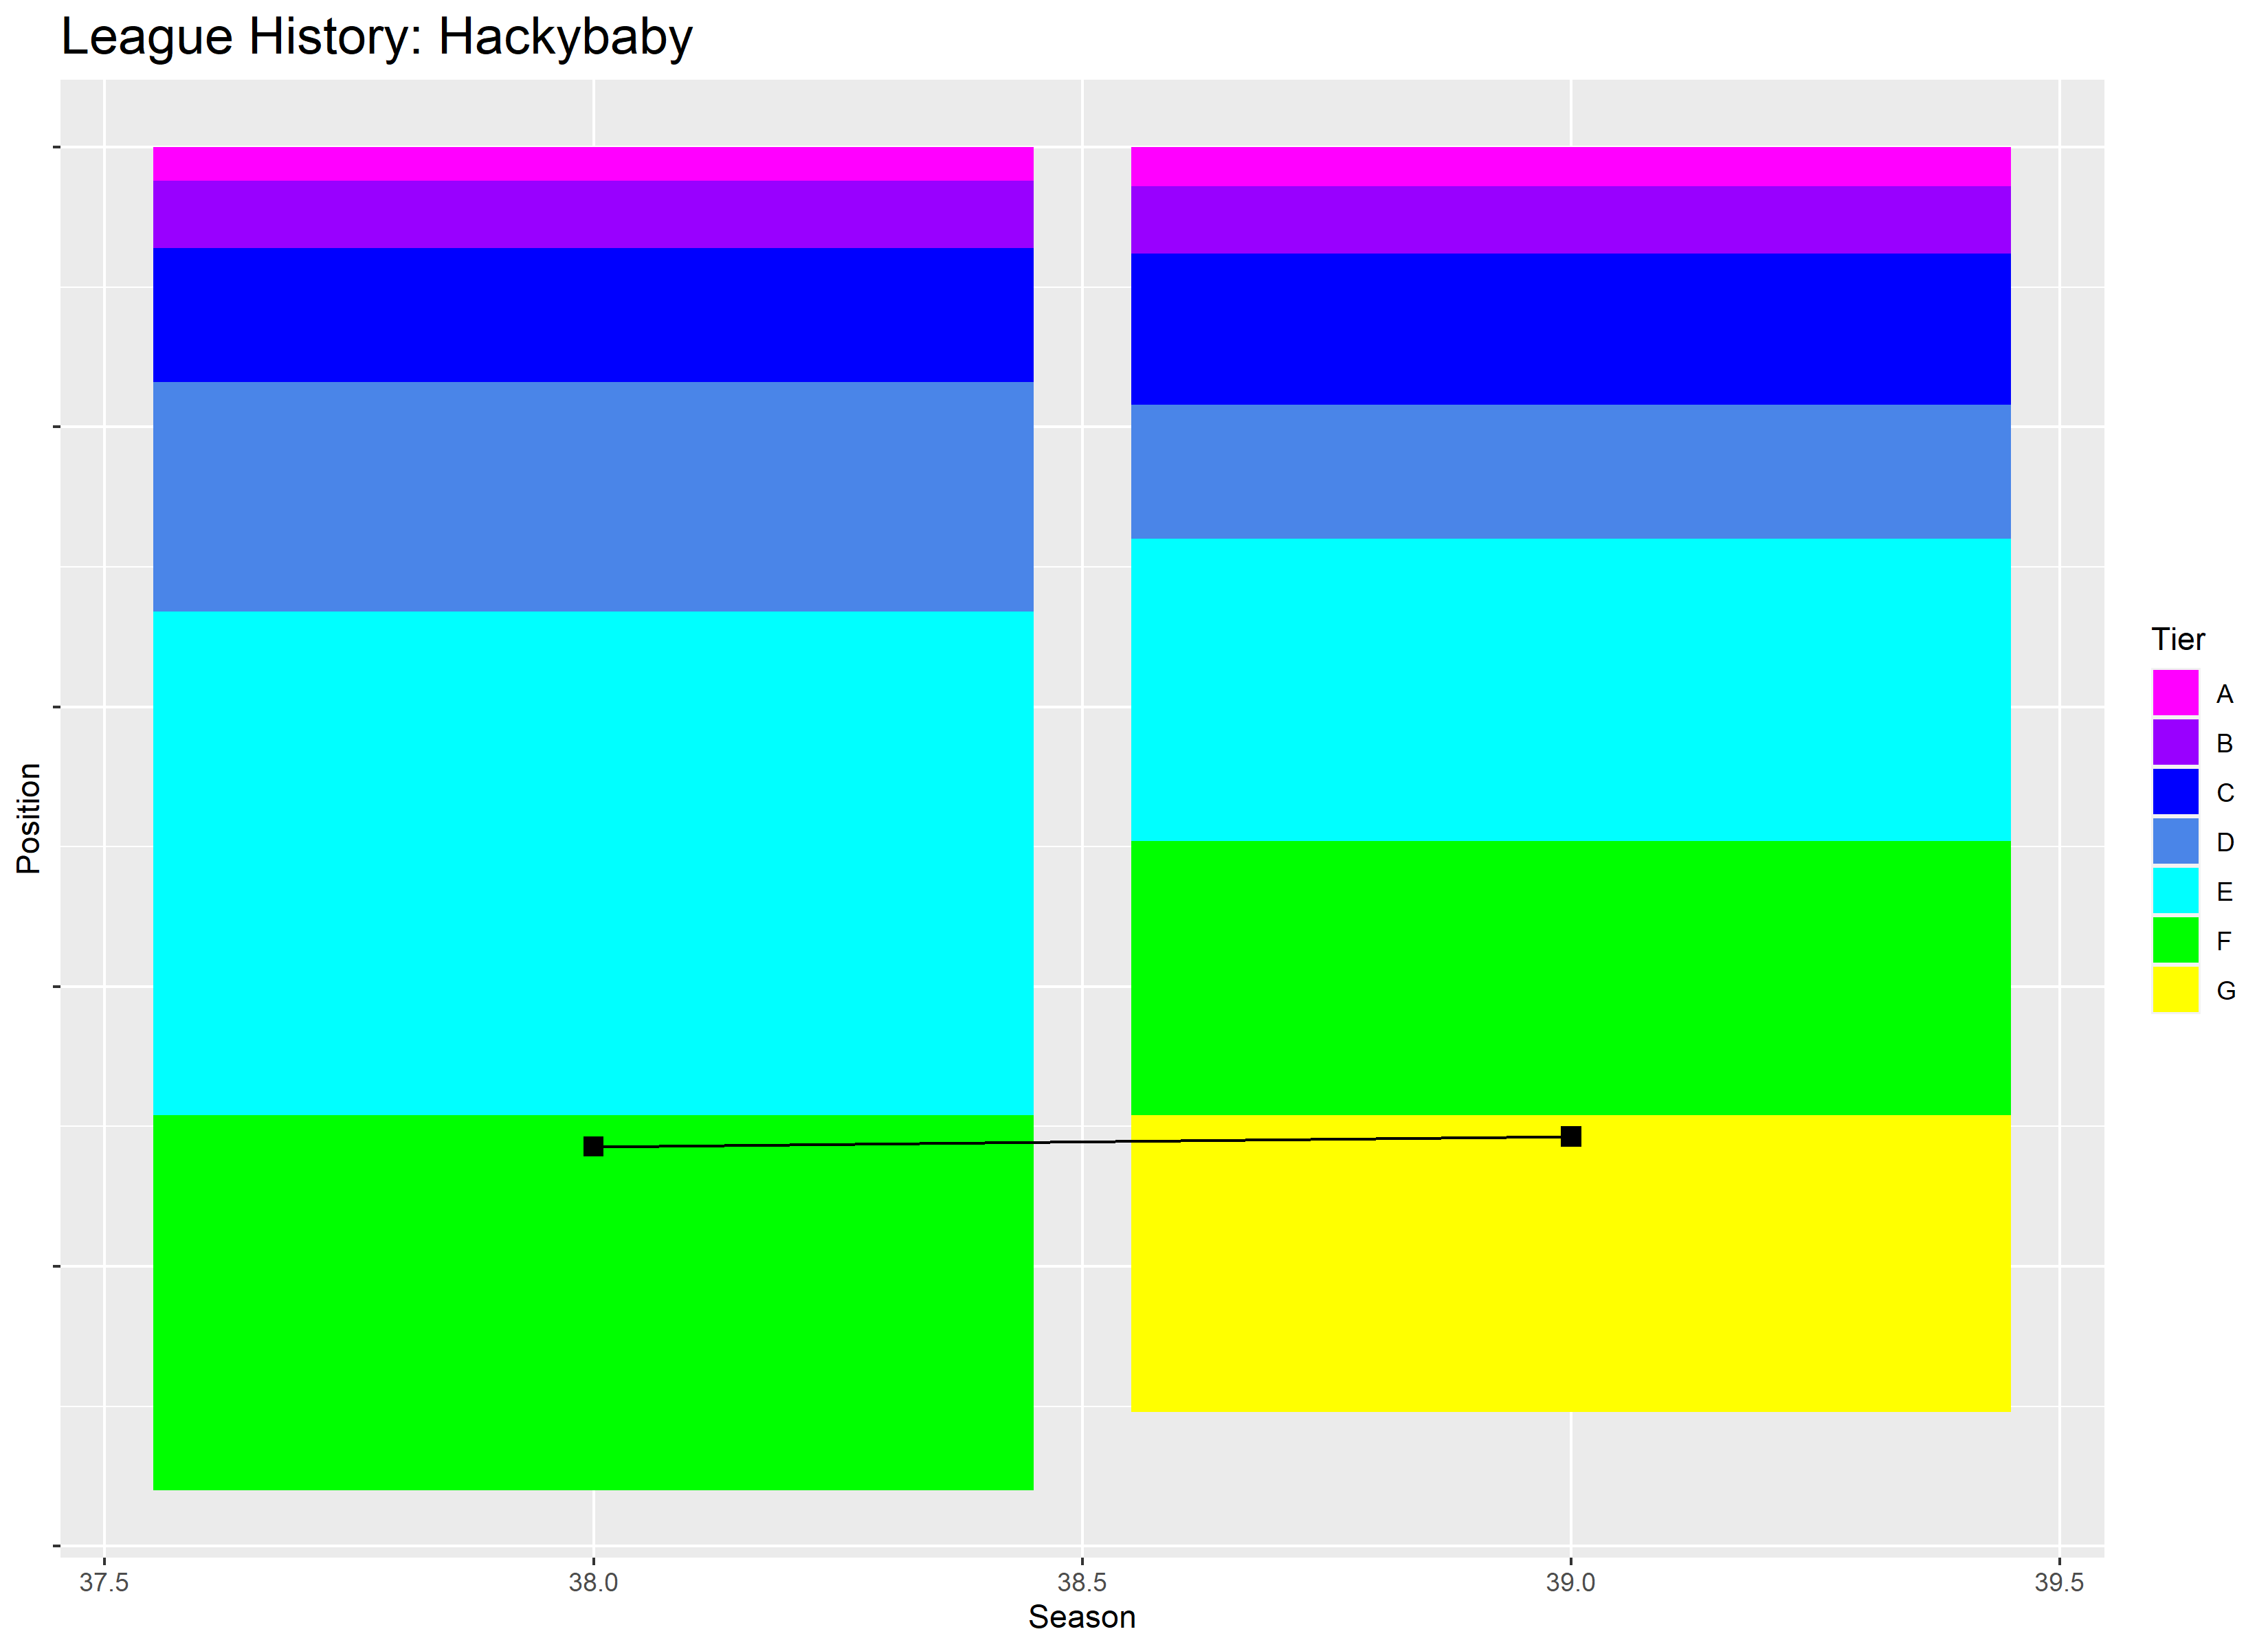 League History: Hackybaby
Position
37.5
38.0
38.5
39.0
39.5
Season
Tier
A
B
C
D
E
F
G